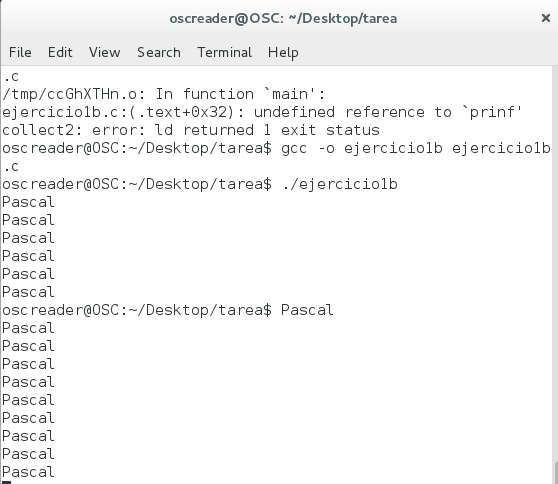 oscreader@OSC: ~/Desktop/tarea
File Edit View Search Terminal Help
.c
/tmp/ccGhXTHn.o: In function `main':
ejercicio1b.c:(.text+0x32): undefined reference to `prinf'
collect2: error: ld returned 1 exit status
oscreader@OSC:~/Desktop/tarea$ gcc -o ejercicio1b ejercicio1b
.c
oscreader@OSC:~/Desktop/tarea$ ./ejercicio1b
Pascal
Pascal
Pascal
Pascal
Pascal
Pascal
oscreader@OSC:~/Desktop/tarea$ Pascal
Pascal
Pascal
Pascal
Pascal
Pascal
Pascal
Pascal
Pascal
Pascal